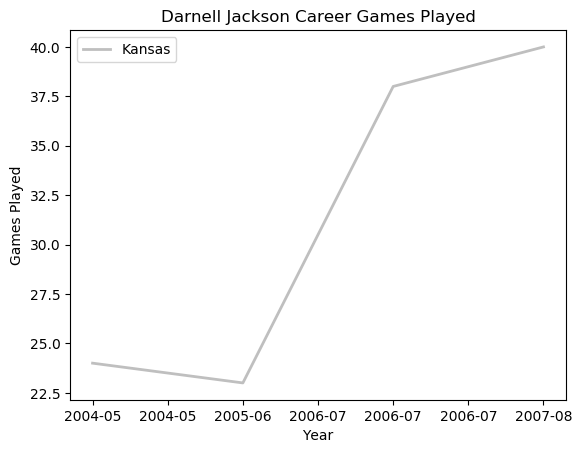 Darnell Jackson Career Games Played
Kansas
40.0
37.5
35.0
32.5
30.0
27.5
25.0
22.5
Games Played
2004-05 2004-05 2005-06 2006-07 2006-07 2006-07 2007-08
Year